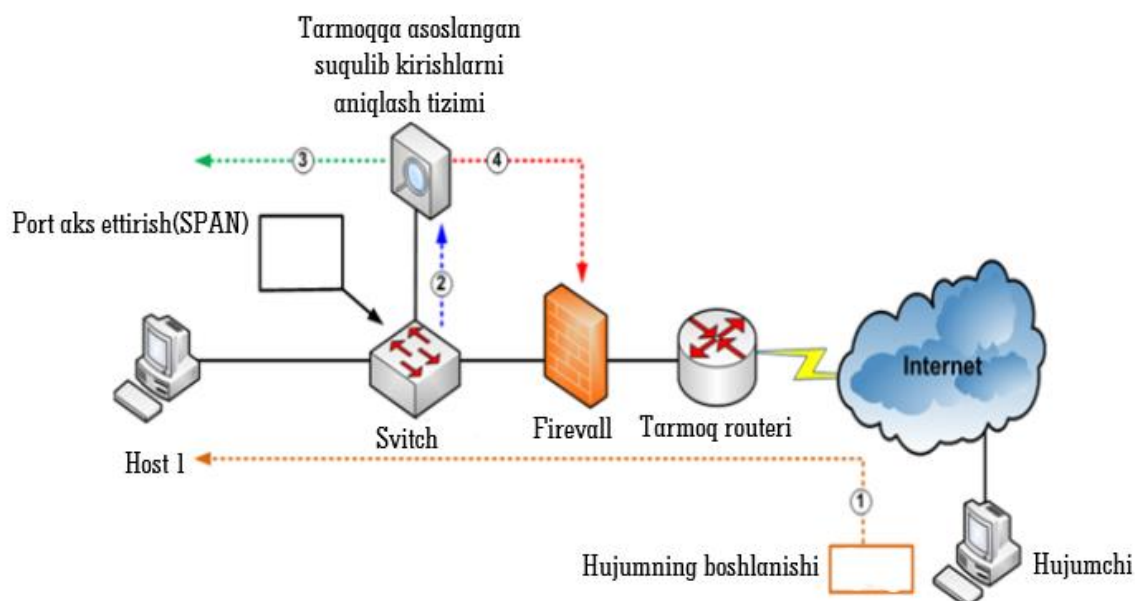 Tarmoqqa asoslangan
suqulib kirishlarni
aniqlash tizimi
3
4
Port aks ettirish(SPAN)
2
Internet
Svitch
Firevall
Tarmoq routeri
Host 1
1
Hujumning boshlanishi
Hujumchi